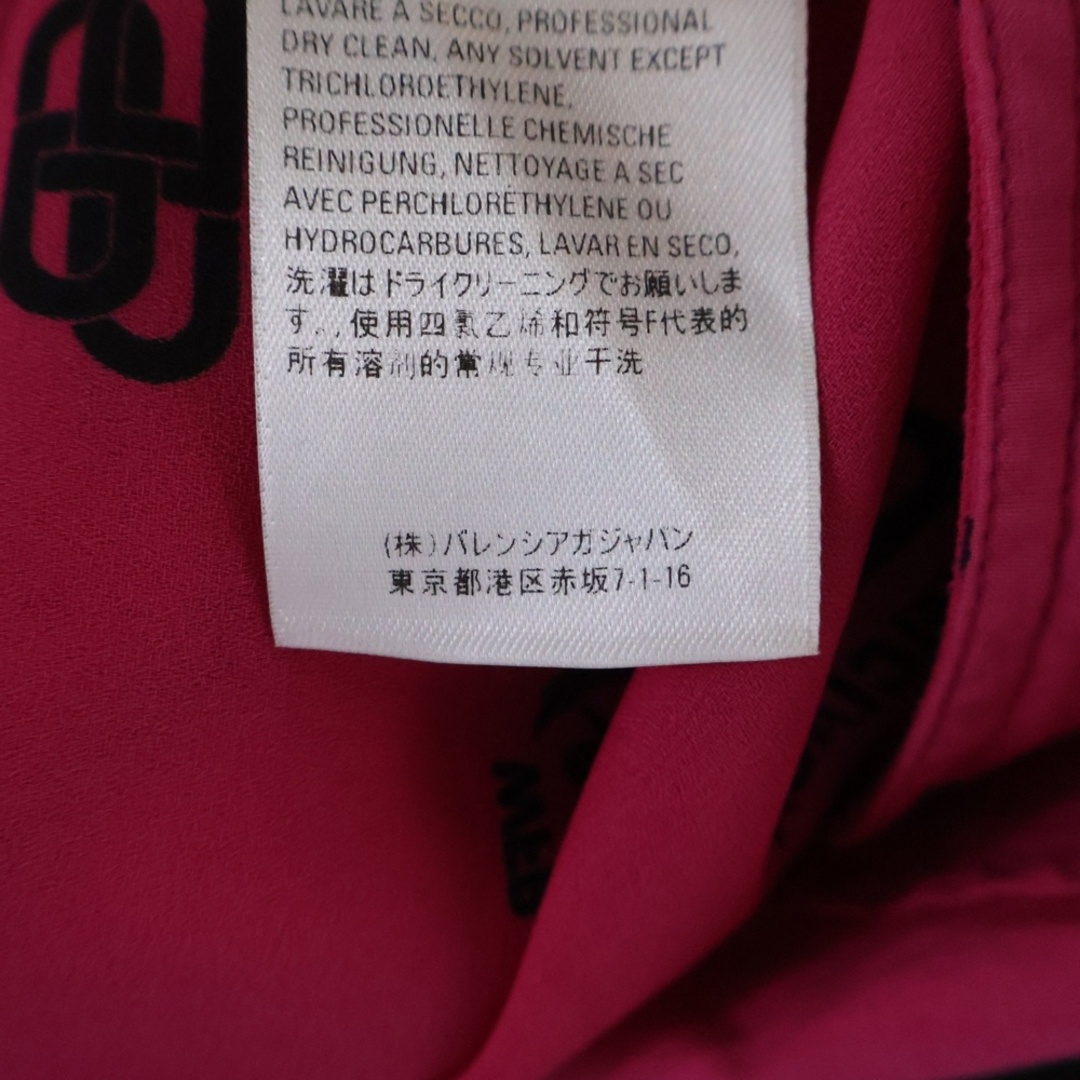 LAVARE A SECCO, PROFESSIONAL
DRY CLEAN, ANY SOLVENT EXCEPT
TRICHLOROETHYLENE,
PROFESSIONELLE CHEMISCHE
REINIGUNG, NETTOYAGE A SEC
AVEC PERCHLORÉTHYLENE OU
HYDROCARBURES, LAVAR EN SECO,
洗濯はドライクリーニングでお願いしま
す。,使用四氯乙烯和符号F代表的
所有溶剂的常规专业干洗
(株)バレンシアガジャパン
東京都港区赤坂7-1-16